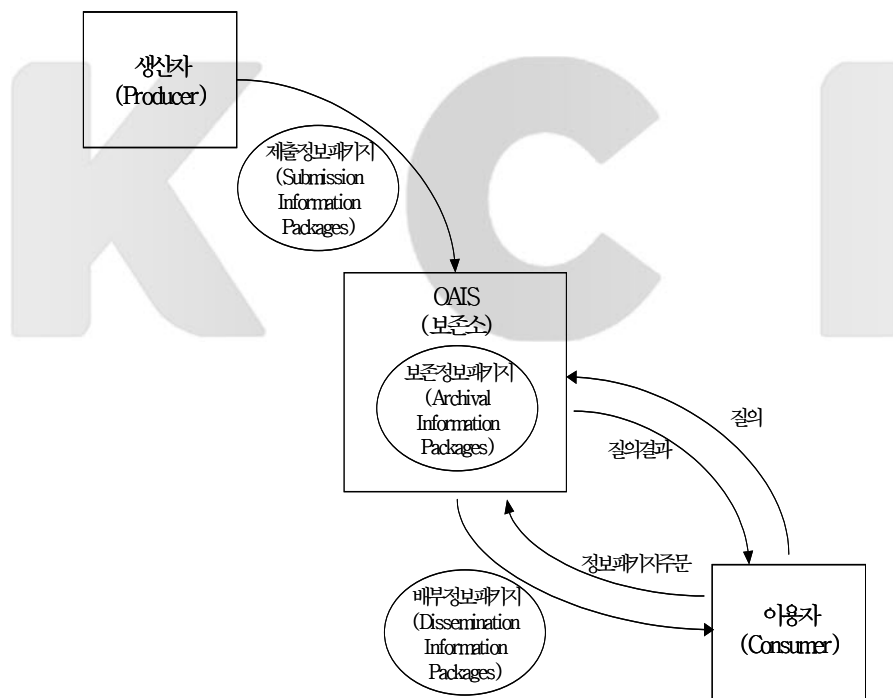 생산자
(Producer)
제출정보패키지
(Submission
Information
Packages)
OAIS
(보존소)
보존정보패키지
(Archival
Information
Packages)
질의
질의결과
정보패키지주문
배부정보패키지
(Dissemination
Information
Packages)
이용자
(Consumer)
K C I